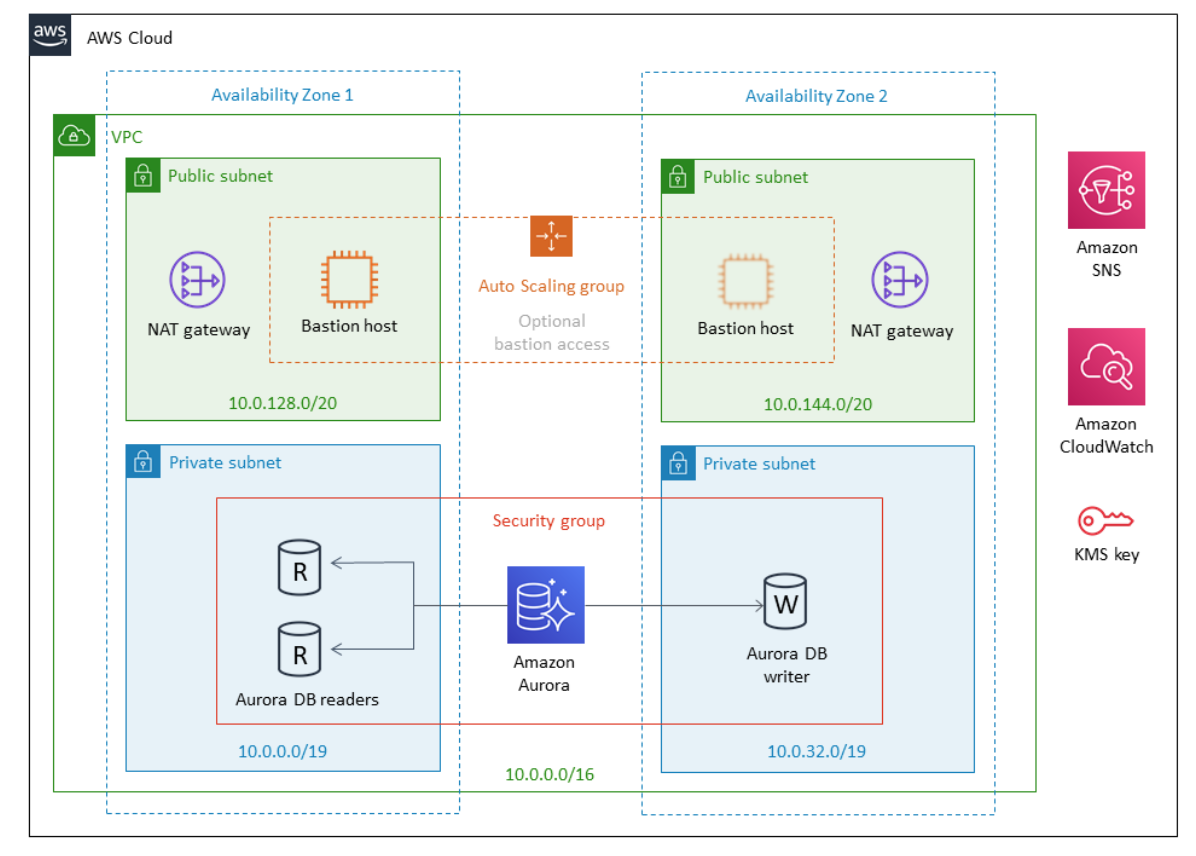 aws
AWS Cloud
Availability Zone 1
Availability Zone 2
VPC
Public subnet
Public subnet
NAT gateway
Bastion host
Auto Scaling group
Optional
bastion access
Bastion host
NAT gateway
10.0.128.0/20
10.0.144.0/20
Private subnet
Private subnet
Security group
R
R
Aurora DB readers
Amazon
Aurora
W
Aurora DB
writer
10.0.0.0/19
10.0.32.0/19
10.0.0.0/16
Amazon
SNS
Amazon
CloudWatch
KMS key